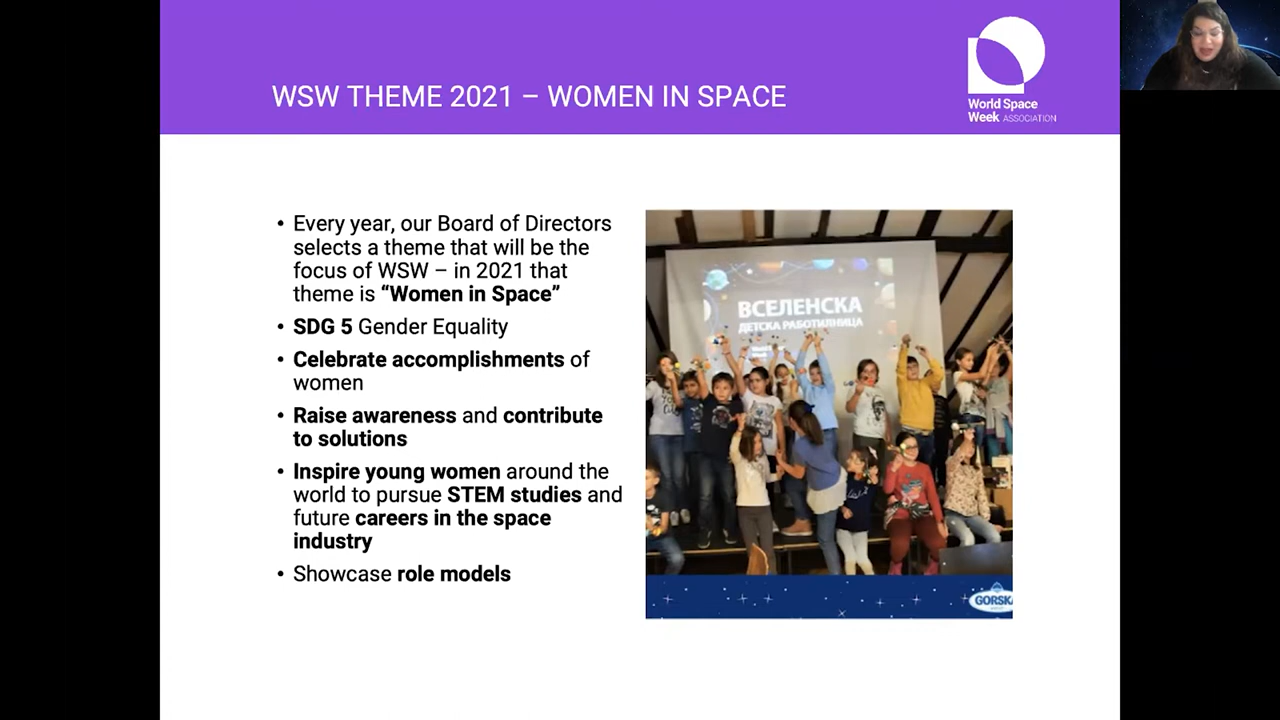 WSW THEME 2021 – WOMEN IN SPACE
World Space
Week ASSOCIATION
• Every year, our Board of Directors
selects a theme that will be the
focus of WSW – in 2021 that
theme is “Women in Space”
• SDG 5 Gender Equality
• Celebrate accomplishments of
women
• Raise awareness and contribute
to solutions
• Inspire young women around the
world to pursue STEM studies and
future careers in the space
industry
• Showcase role models
ВСЕЛЕНСКА
ДЕТСКА РАБОТИЛНИЦА
GORSKA